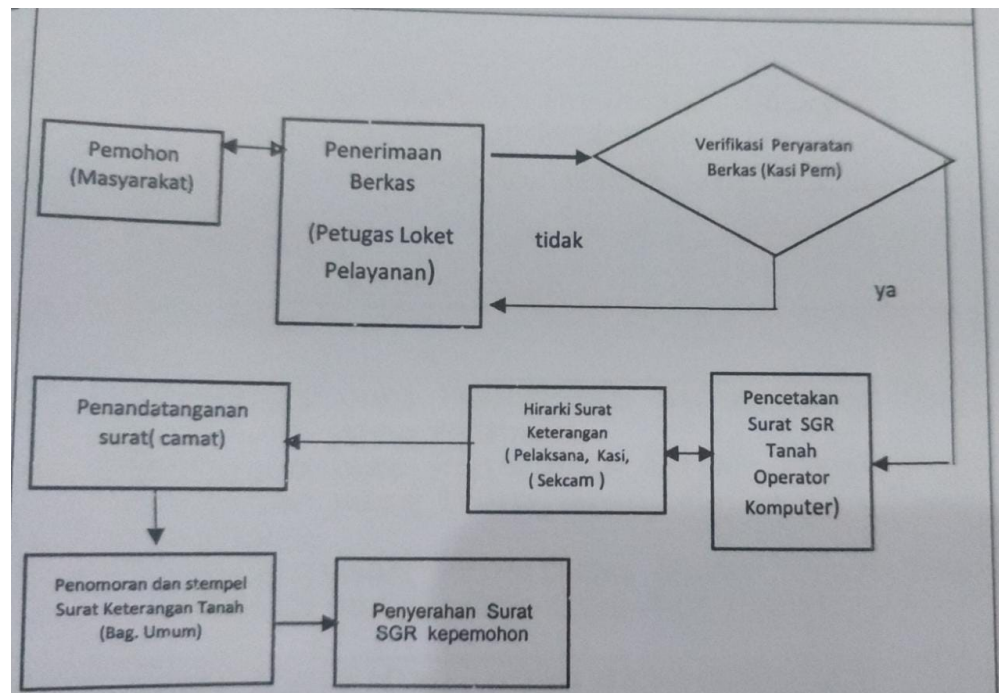 Pemohon
(Masyarakat)
Penerimaan
Berkas
(Petugas Loket
Pelayanan)
Verifikasi Peryaratan
Berkas (Kasi Pem)
tidak
ya
Penandatanganan
surat( camat)
Hirarki Surat
Keterangan
( Pelaksana, Kasi,
( Sekcam )
Pencetakan
Surat SGR
Tanah
Operator
Komputer)
Penomoran dan stempel
Surat Keterangan Tanah
(Bag. Umum)
Penyerahan Surat
SGR kepemohon